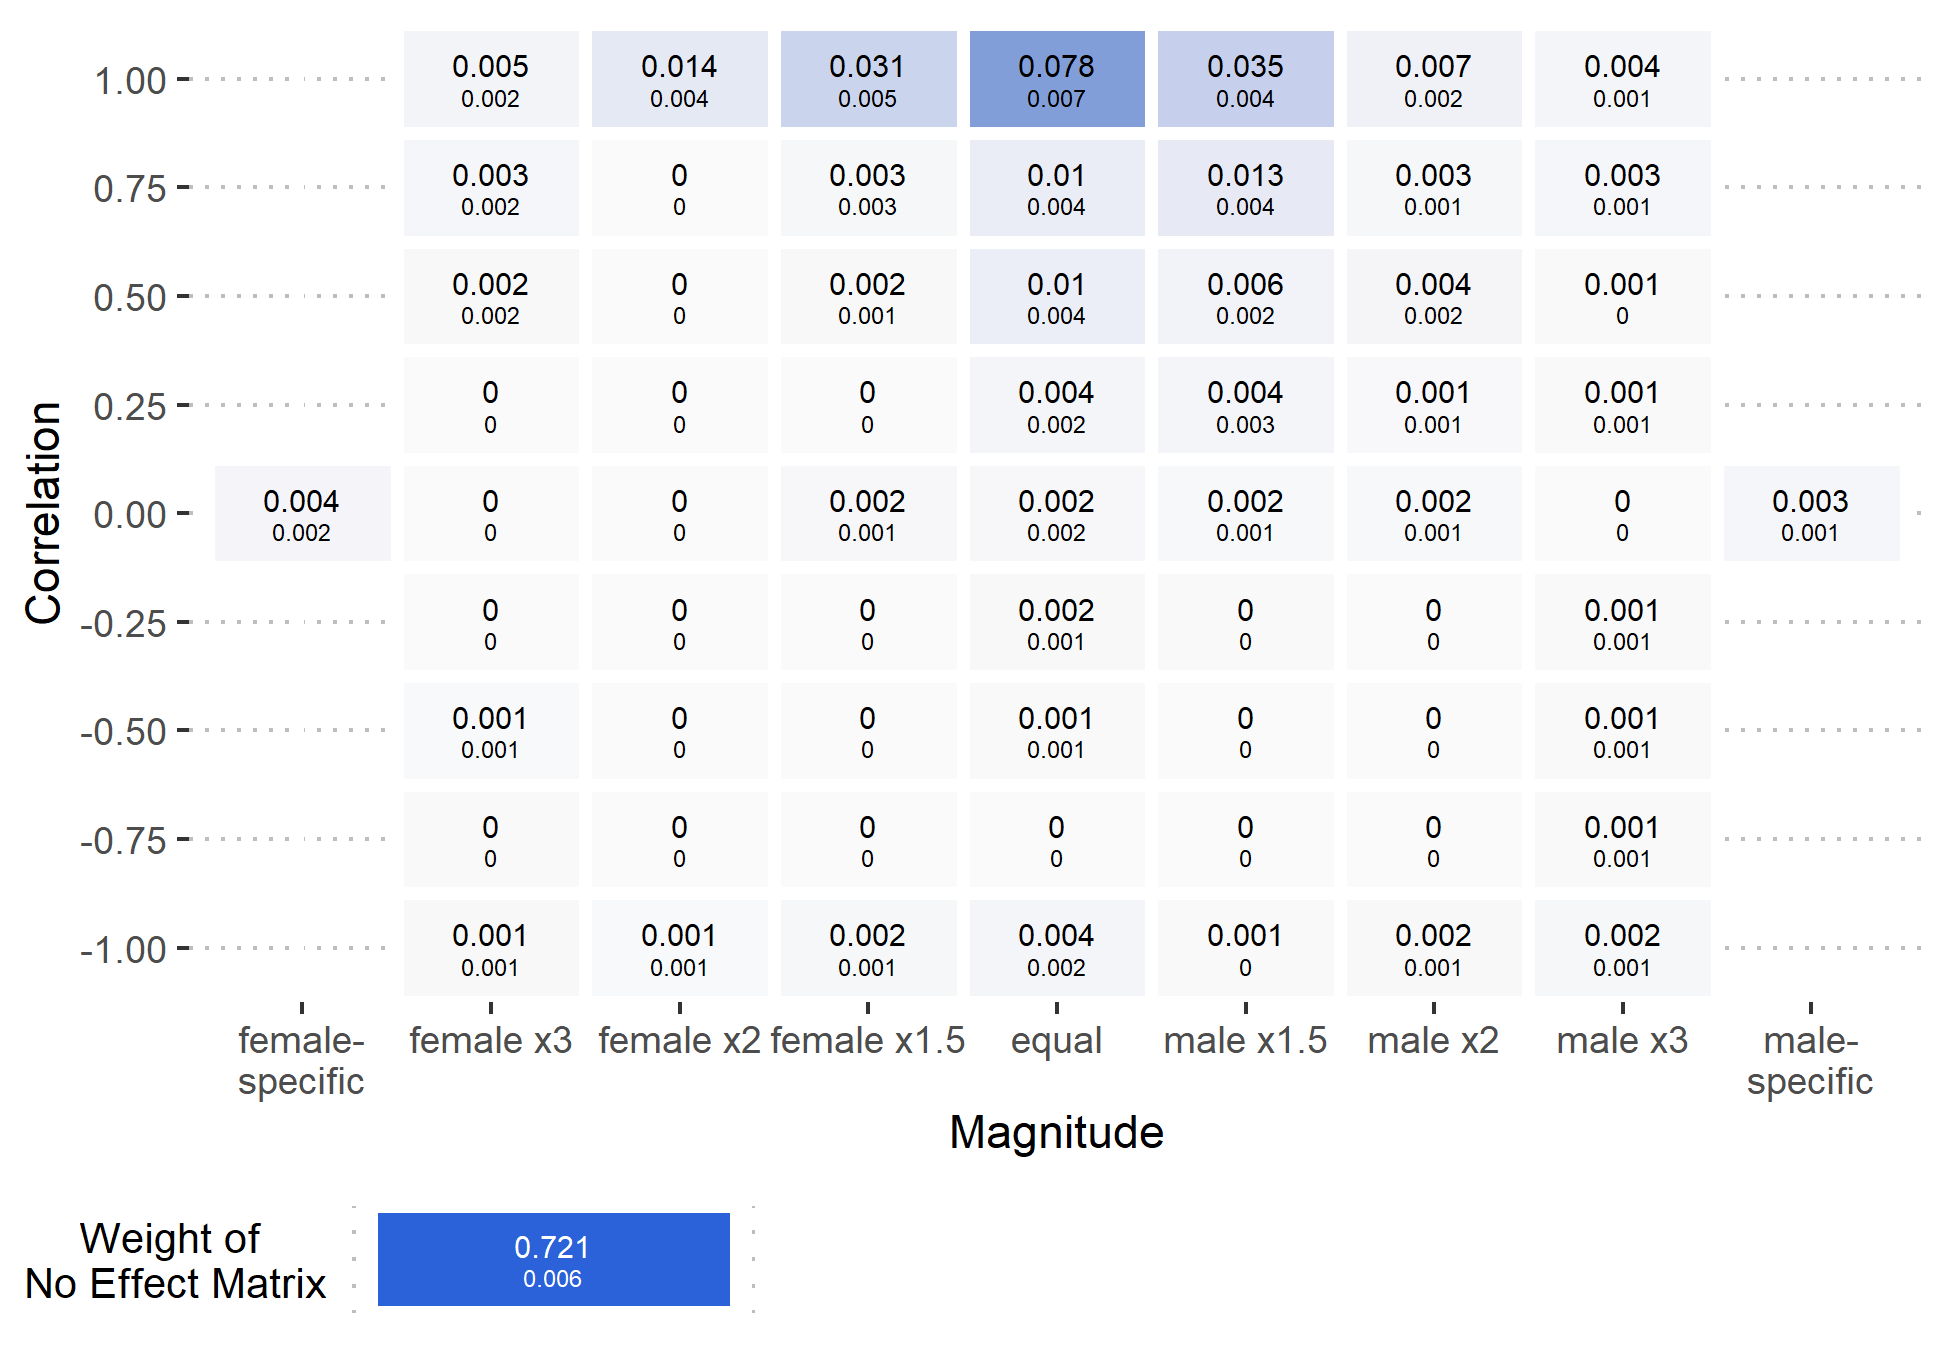 1.00 0.005 0.014 0.031 0.078 0.035 0.007 0.004
0.002 0.004 0.005 0.007 0.004 0.002 0.001
0.75 0.003 0 0.003 0.01 0.013 0.003 0.003
0.002 0 0.003 0.004 0.004 0.001 0.001
0.50 0.002 0 0.002 0.01 0.006 0.004 0.001
0.002 0 0.001 0.004 0.002 0.002 0
0.25 0 0 0 0.004 0.004 0.001 0.001
0 0 0 0.002 0.003 0.001 0.001
Correlation
0.00 0.004 0 0 0.002 0.002 0.002 0.002 0 0.003
0.002 0 0 0.001 0.002 0.001 0.001 0 0.001
-0.25 0 0 0 0.002 0 0 0.001
0 0 0 0.001 0 0 0.001
-0.50 0.001 0 0 0.001 0 0 0.001
0.001 0 0 0.001 0 0 0.001
-0.75 0 0 0 0 0 0 0.001
0 0 0 0 0 0 0.001
-1.00 0.001 0.001 0.002 0.004 0.001 0.002 0.002
0.001 0.001 0.001 0.002 0 0.001 0.001
female- female x3 female x2 female x1.5 equal male x1.5 male x2 male x3 male-
specific specific
Magnitude
Weight of
No Effect Matrix
0.721
0.006